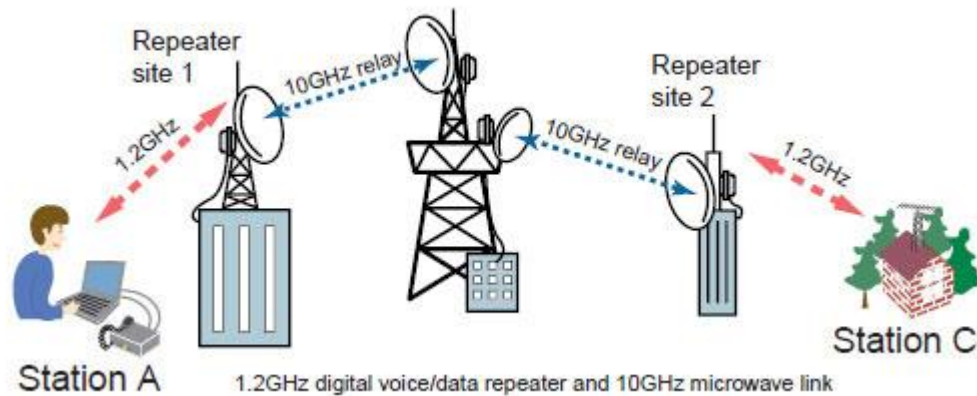 Repeater
site 1
10GHz relay
Repeater
site 2
10GHz relay
1.2GHz
1.2GHz
Station A
Station C
1.2GHz digital voice/data repeater and 10GHz microwave link